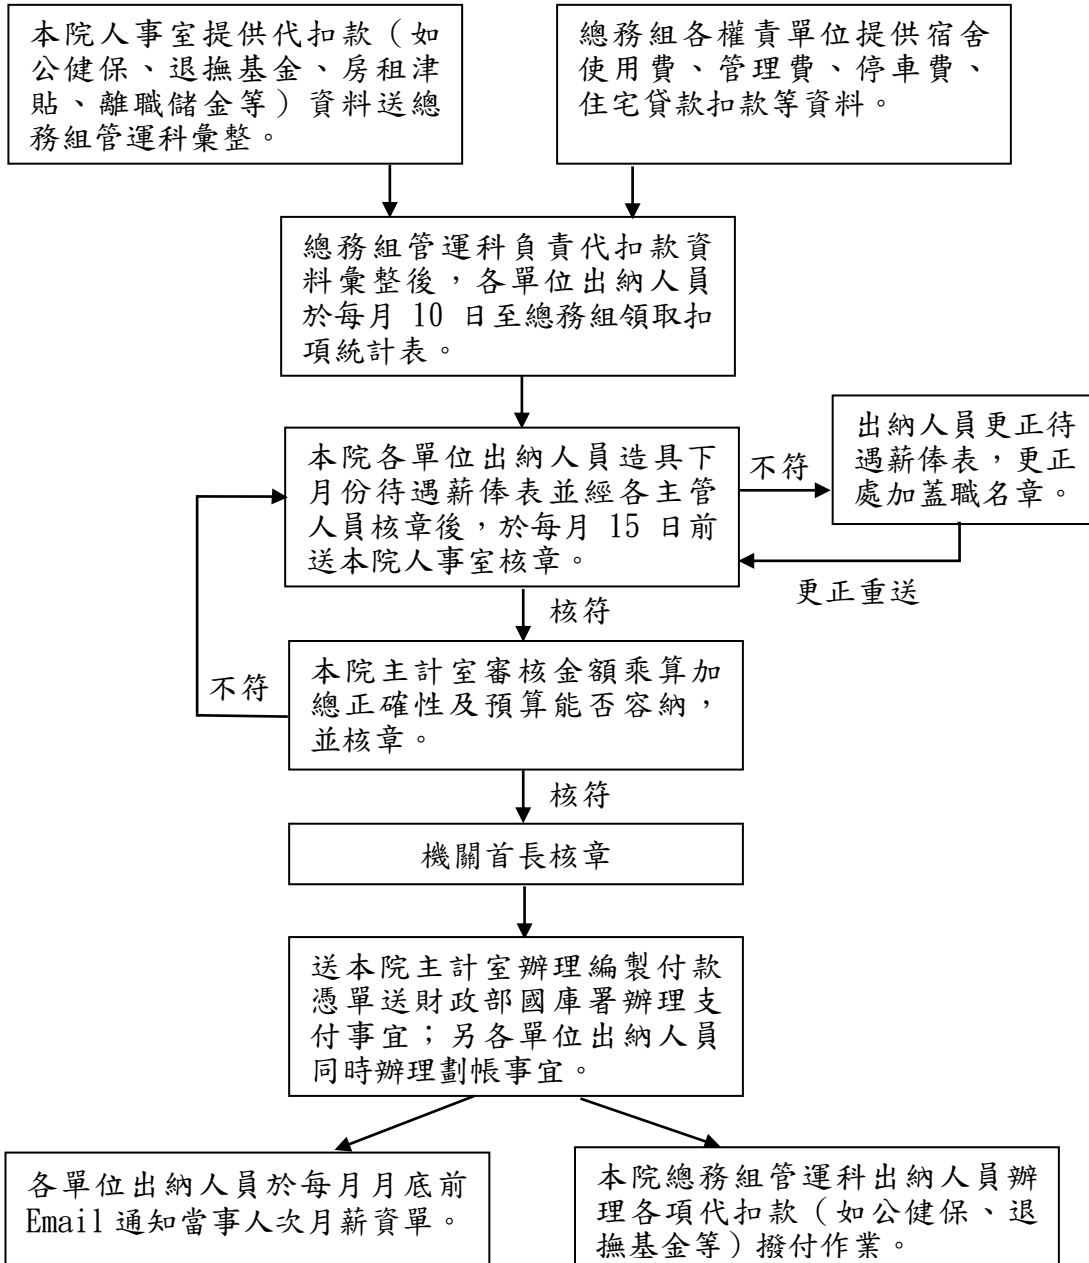 本院人事室提供代扣款（如
公健保、退撫基金、房租津
貼、離職儲金等）資料送總
務組管運科彙整。
總務組各權責單位提供宿舍
使用費、管理費、停車費、
住宅貸款扣款等資料。
總務組管運科負責代扣款資
料彙整後，各單位出納人員
於每月 10 日至總務組領取扣
項統計表。
本院各單位出納人員造具下
月份待遇薪俸表並經各主管
人員核章後，於每月 15 日前
送本院人事室核章。
不符
出納人員更正待
遇薪俸表，更正
處加蓋職名章。
更正重送
核符
本院主計室審核金額乘算加
總正確性及預算能否容納，
並核章。
不符
核符
機關首長核章
送本院主計室辦理編製付款
憑單送財政部國庫署辦理支
付事宜；另各單位出納人員
同時辦理劃帳事宜。
各單位出納人員於每月月底前
Email 通知當事人次月薪資單。
本院總務組管運科出納人員辦
理各項代扣款（如公健保、退
撫基金等）撥付作業。